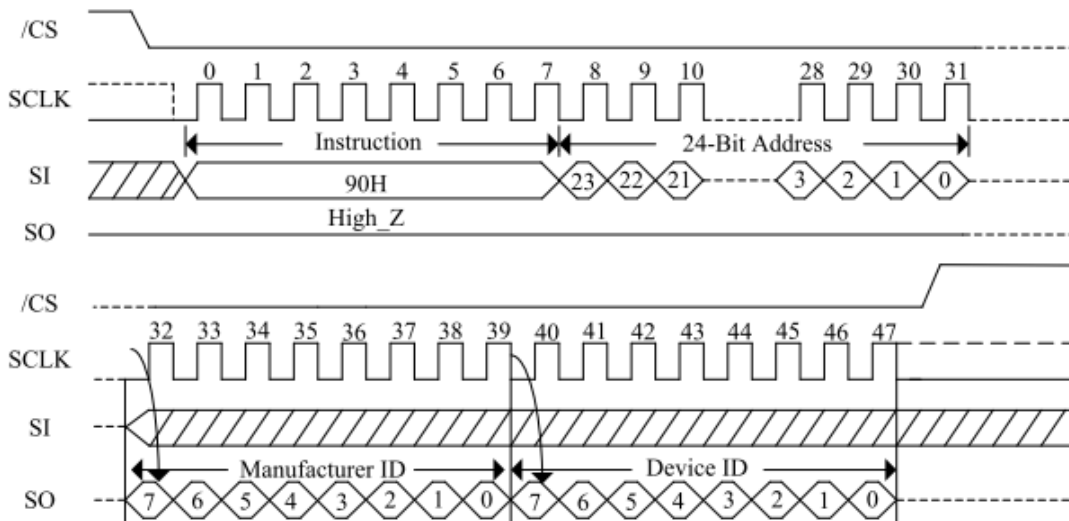 /CS
0 1 2 3 4 5 6 7 8 9 10 28 29 30 31
SCLK
Instruction 24-Bit Address
SI 90H 23 22 21 3 2 1 0
High_Z
SO
/CS
32 33 34 35 36 37 38 39 40 41 42 43 44 45 46 47
SCLK
SI
Manufacturer ID Device ID
SO 7 6 5 4 3 2 1 0 7 6 5 4 3 2 1 0